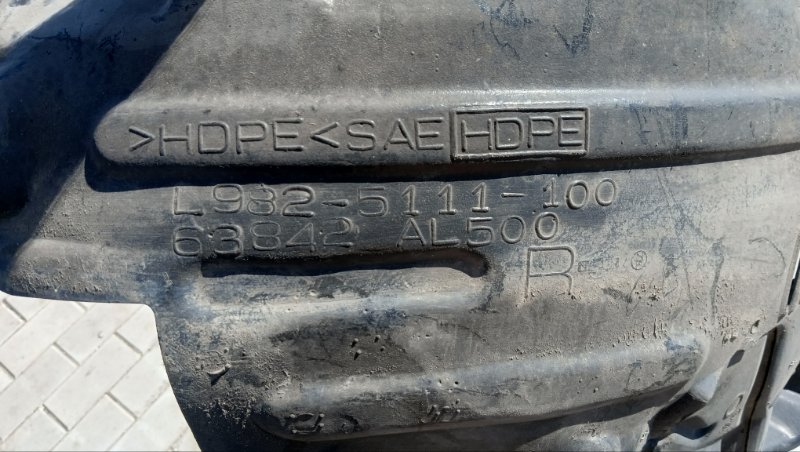 >HDPE<SAE HDPE
L982-5111-100
63842 AL500
R